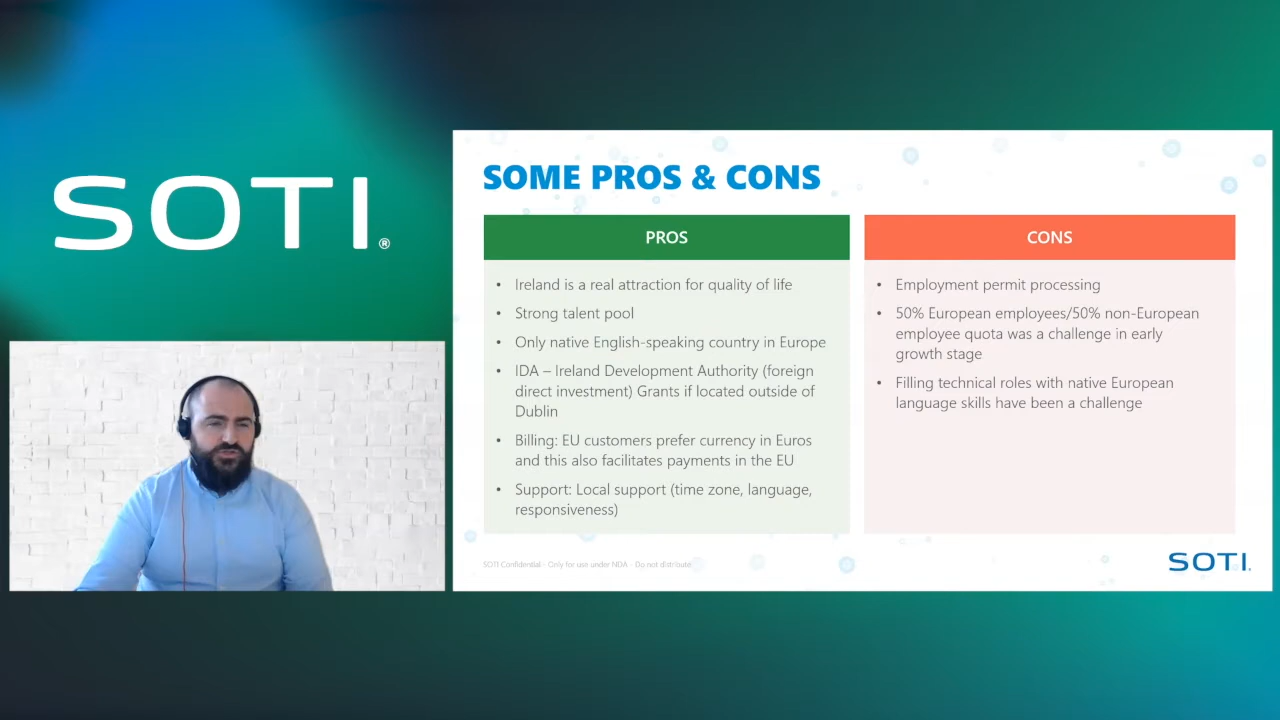 SOTI®
SOME PROS & CONS
PROS
• Ireland is a real attraction for quality of life
• Strong talent pool
• Only native English-speaking country in Europe
• IDA – Ireland Development Authority (foreign
direct investment) Grants if located outside of
Dublin
• Billing: EU customers prefer currency in Euros
and this also facilitates payments in the EU
• Support: Local support (time zone, language,
responsiveness)
CONS
• Employment permit processing
• 50% European employees/50% non-European
employee quota was a challenge in early
growth stage
• Filling technical roles with native European
language skills have been a challenge
SOTI Confidential - Only for use under NDA - Do not distribute
SOTI